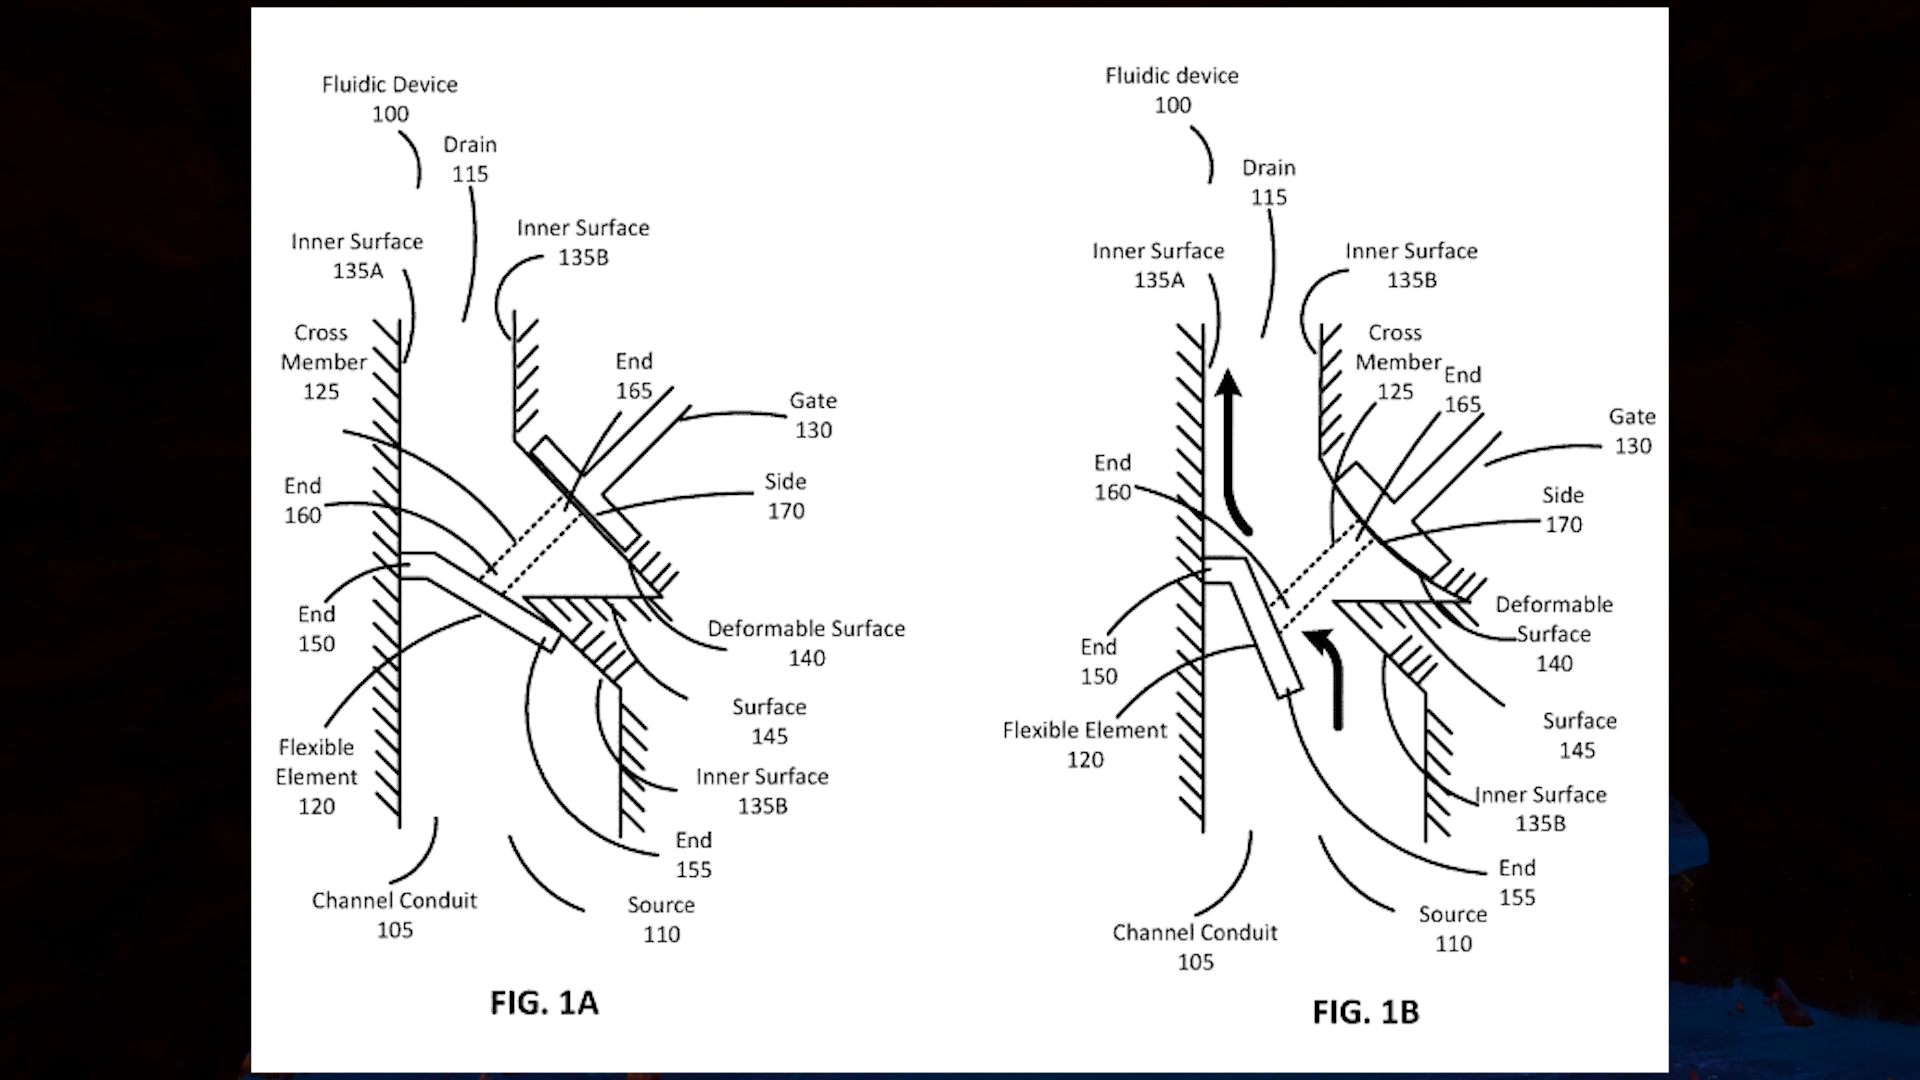 Fluidic Device
100
Drain
115
Inner Surface
135A
Inner Surface
135B
Cross
Member
125
End
165
Gate
130
End
160
Side
170
End
150
Deformable Surface
140
Flexible
Element
120
Surface
145
Inner Surface
135B
End
155
Channel Conduit
105
Source
110
FIG. 1A
Fluidic device
100
Drain
115
Inner Surface
135A
Inner Surface
135B
Cross
Member
125
End
165
Gate
130
End
160
Side
170
End
150
Deformable
Surface
140
Flexible Element
120
Surface
145
Inner Surface
135B
End
155
Channel Conduit
105
Source
110
FIG. 1B